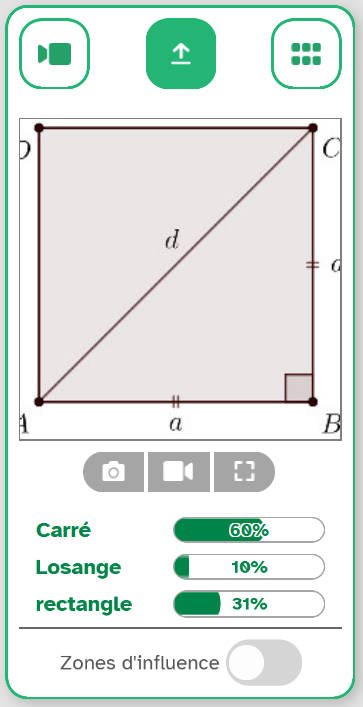 D
C
d
a
A
a
B
Carré 60%
Losange 10%
rectangle 31%
Zones d'influence